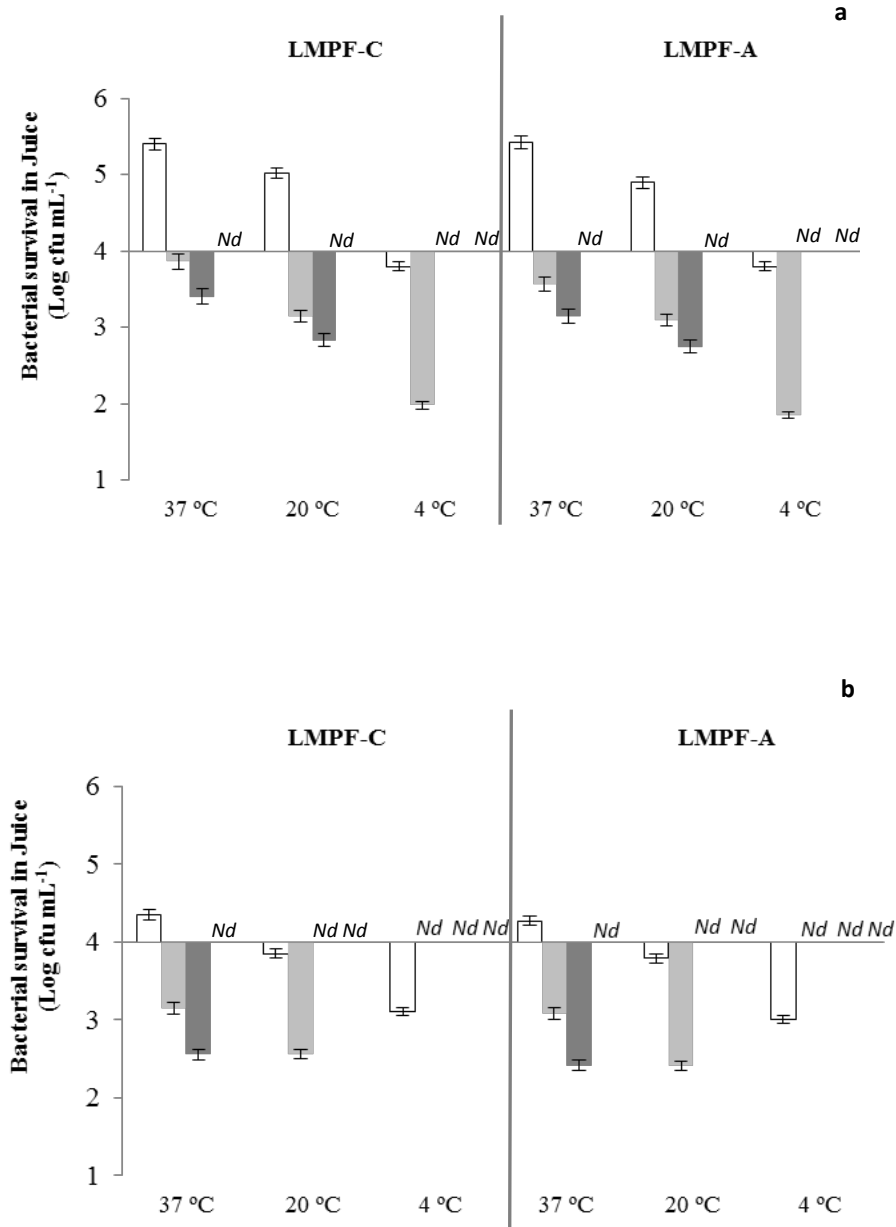 a
LMPF-C LMPF-A
Bacterial survival in Juice
(Log cfu mL-1)
6
5
4
3
2
1
Nd Nd Nd Nd Nd Nd Nd Nd
37 ºC 20 ºC 4 ºC 37 ºC 20 ºC 4 ºC
b
LMPF-C LMPF-A
Bacterial survival in Juice
(Log cfu mL-1)
6
5
4
3
2
1
Nd Nd Nd Nd Nd Nd Nd Nd Nd Nd Nd Nd
37 ºC 20 ºC 4 ºC 37 ºC 20 ºC 4 ºC